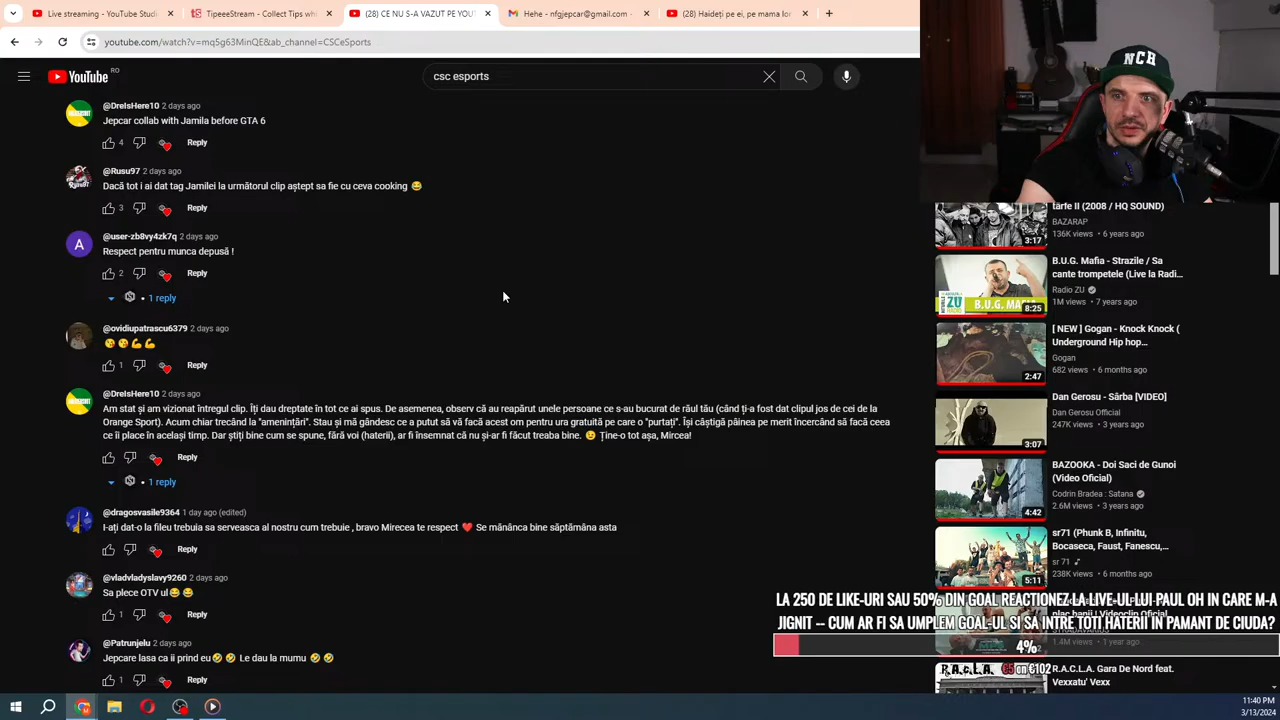 Live streaming - YouTube Studi
TipeeeStream - Collect Tips wh
(28) CE NU S-A VAZUT PE YOU
Hehe - nfgjepcar@gmail.com -
(28) Haideți pe ei, pe mama lor
youtube.com/watch?v=mq5g63MinQE&ab_channel=CSCeSports
YouTube RO
csc esports
NCH
@DreIsHere10 2 days ago
Jepcar collab with Jamila before GTA 6
4 Reply
@Rusu97 2 days ago
Dacă tot i ai dat tag Jamilei la următorul clip aștept sa fie cu ceva cooking 😂
3 Reply
@user-zb8vy4zk7q 2 days ago
Respect pentru munca depusă !
2 Reply
• 1 reply
@ovidiupatrascu6379 2 days ago
😘😘💪💪
1 Reply
@DreIsHere10 2 days ago
Am stat și am vizionat întregul clip. Îți dau dreptate în tot ce ai spus. De asemenea, observ că au reapărut unele persoane ce s-au bucurat de răul tău (când ți-a fost dat clipul jos de cei de la
Orange Sport). Acum chiar trecând la "amenințări". Stau și mă gândesc ce a putut să vă facă acest om pentru ura gratuită pe care o "purtați". Își câștigă pâinea pe merit încercând să facă ceea
ce îi place în același timp. Dar știți bine cum se spune, fără voi (haterii), ar fi însemnat că nu și-ar fi făcut treaba bine. 😉 Ține-o tot așa, Mircea!
Reply
• 1 reply
@dragosvasile9364 1 day ago (edited)
I-ați dat-o la fileu trebuia sa serveasca al nostru cum trebuie , bravo Mircea te respect ❤️ Se mănânca bine săptămâna asta
Reply
@vladvladyslavy9260 2 days ago
Sa plece OTV ul😂😂
Reply
@Patrunjelu 2 days ago
Jepcere lasa ca ii prind eu 🤣🤣 Le dau la muie🤣🤣🤣
Reply
târfe II (2008 / HQ SOUND)
BAZARAP
136K views • 6 years ago
3:17
B.U.G. Mafia - Strazile / Sa
cante trompetele (Live la Radi...
Radio ZU
1M views • 7 years ago
ZU
B.U.G. MAFIA
8:25
[ NEW ] Gogan - Knock Knock (
Underground Hip hop...
Gogan
682 views • 6 months ago
2:47
Dan Gerosu - Sârba [VIDEO]
Dan Gerosu Official
247K views • 3 years ago
3:07
BAZOOKA - Doi Saci de Gunoi
(Video Oficial)
Codrin Bradea : Satana
2.6M views • 3 years ago
4:42
sr71 (Phunk B, Infinitu,
Bocaseca, Faust, Fanescu,...
sr 71
238K views • 6 months ago
5:11
LA 250 DE LIKE-URI SAU 50% DIN GOAL REACTIONEZ LA LIVE-UL LUI PAUL OH IN CARE M-A
JIGNIT -- CUM AR FI SA UMPLEM GOAL-UL SI SA INTRE TOTI HATERII IN PAMANT DE CIUDA?
1.4M views • 1 year ago
4%
€5 on €102
R.A.C.L.A.
R.A.C.L.A. Gara De Nord feat.
Vexxatu' Vexx
11:40 PM
3/13/2024